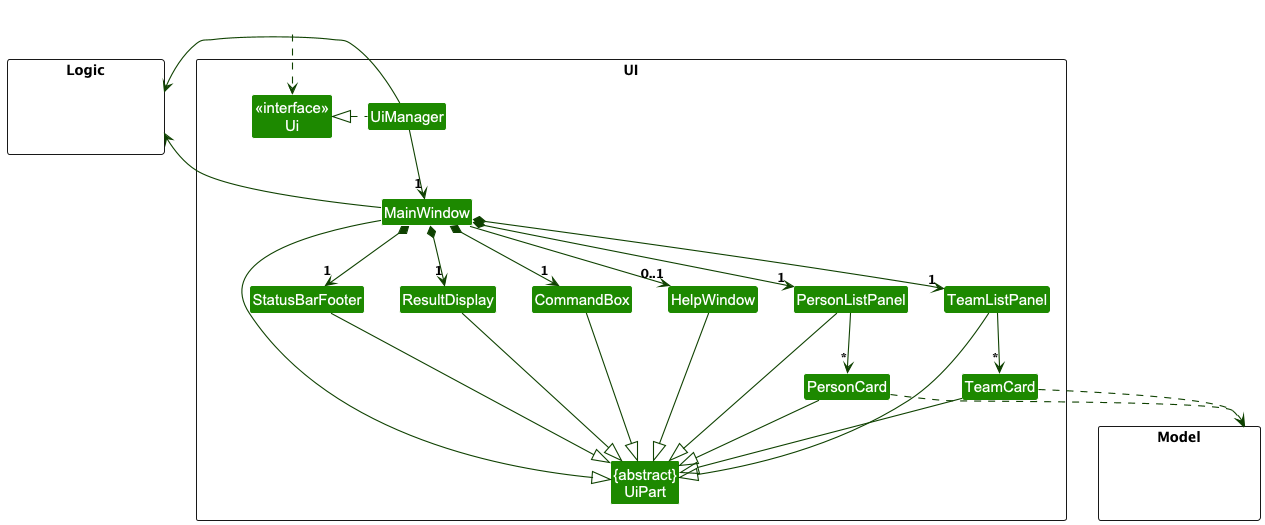 Logic
UI
«interface»
Ui
UiManager
1
MainWindow
1
1
1
0..1
1
1
StatusBarFooter
ResultDisplay
CommandBox
HelpWindow
PersonListPanel
TeamListPanel
*
*
PersonCard
TeamCard
Model
{abstract}
UiPart